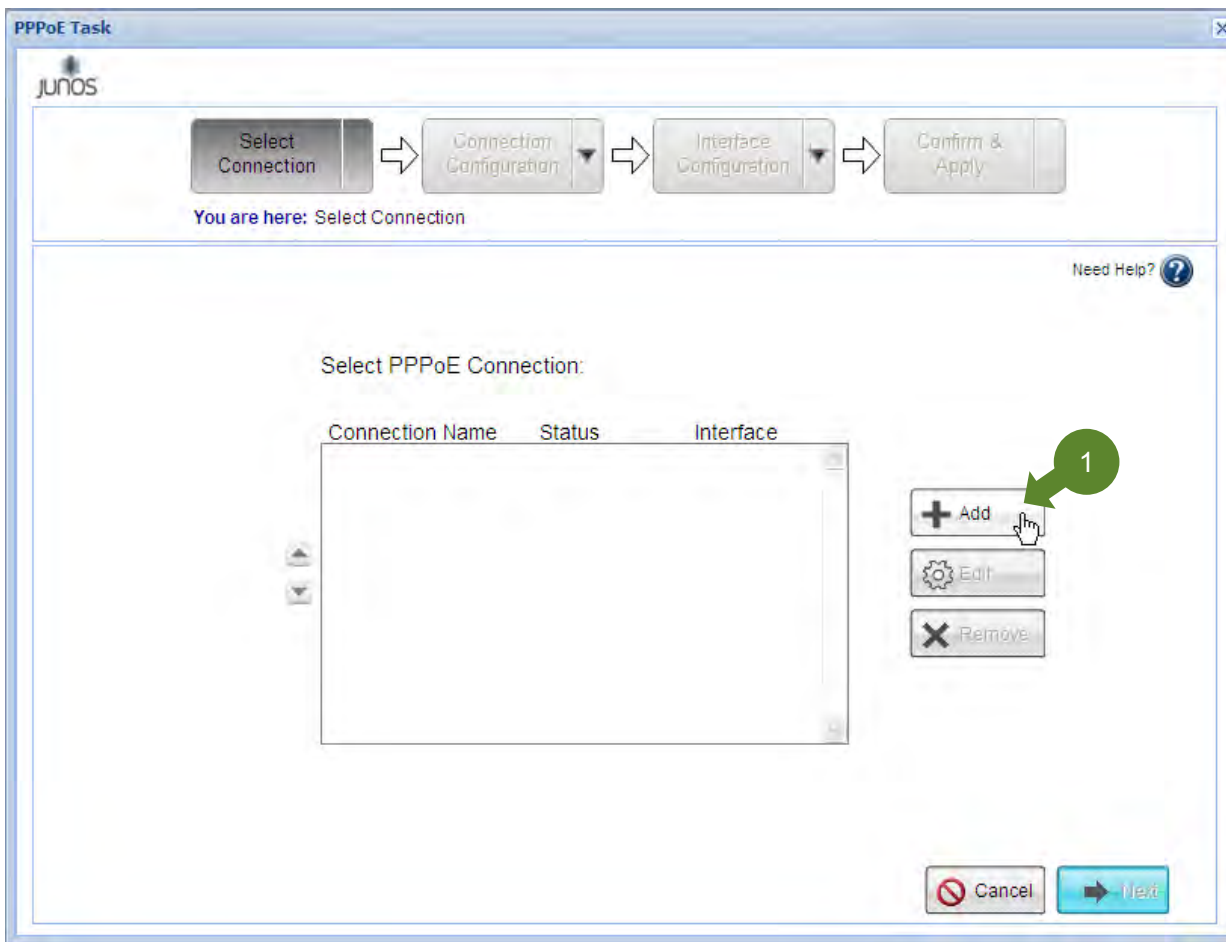 PPPoE Task
JUNOS
Select
Connection
Connection
Configuration
Interface
Configuration
Confirm &
Apply
You are here: Select Connection
Need Help?
Select PPPoE Connection:
Connection Name Status Interface
1
Add
Edit
Remove
Cancel
Next